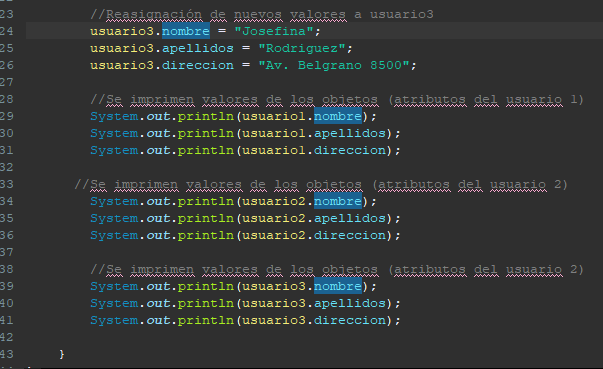 23 //Reasignación de nuevos valores a usuario3
24 usuario3.nombre = "Josefina";
25 usuario3.apellidos = "Rodriguez";
26 usuario3.direccion = "Av. Belgrano 8500";
27
28 //Se imprimen valores de los objetos (atributos del usuario 1)
29 System.out.println(usuario1.nombre);
30 System.out.println(usuario1.apellidos);
31 System.out.println(usuario1.direccion);
32
33 //Se imprimen valores de los objetos (atributos del usuario 2)
34 System.out.println(usuario2.nombre);
35 System.out.println(usuario2.apellidos);
36 System.out.println(usuario2.direccion);
37
38 //Se imprimen valores de los objetos (atributos del usuario 2)
39 System.out.println(usuario3.nombre);
40 System.out.println(usuario3.apellidos);
41 System.out.println(usuario3.direccion);
42
43 }